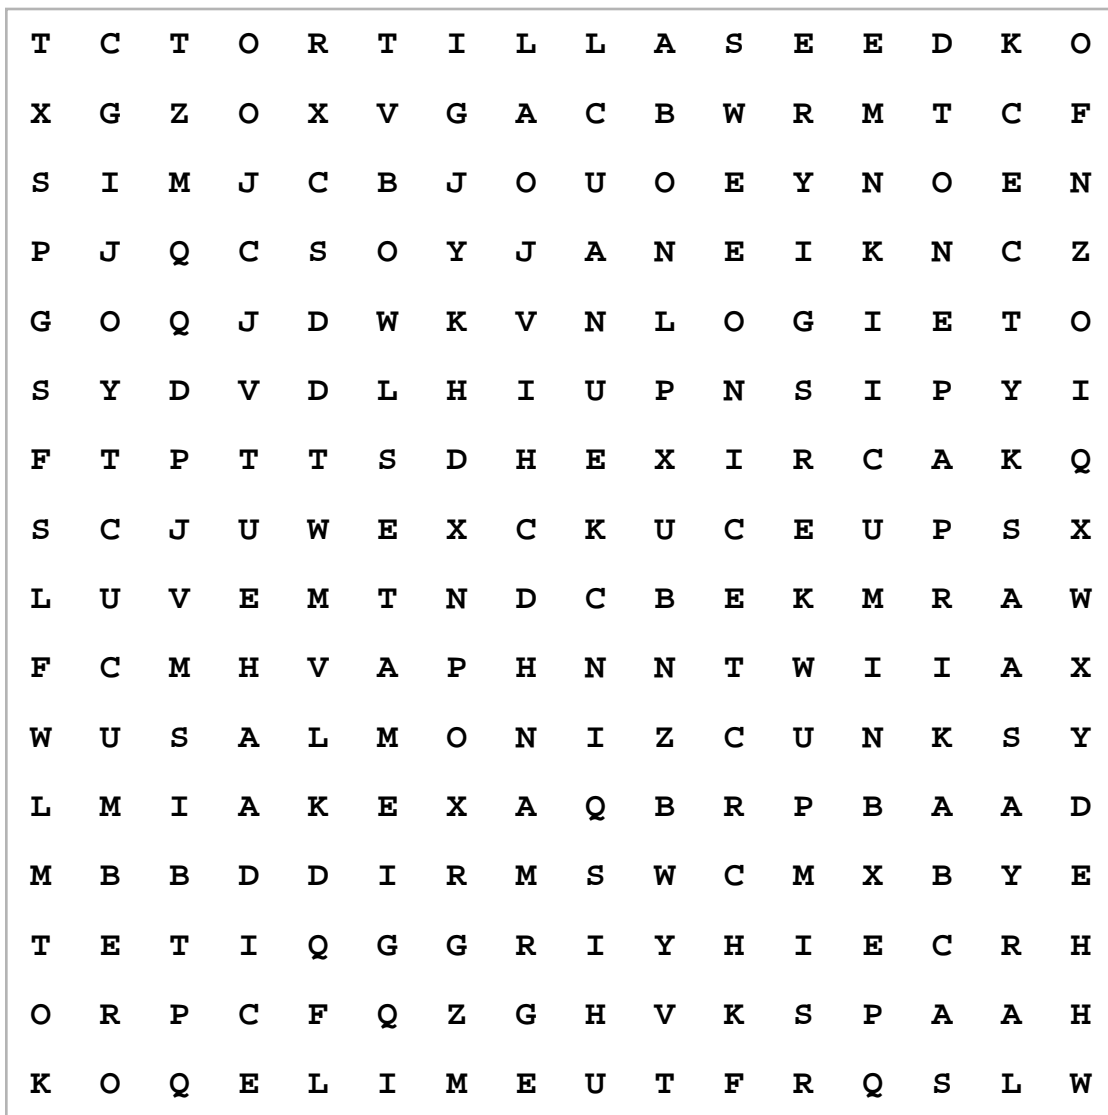 T C T O R T I L L A S E E D K O
X G Z O X V G A C B W R M T C F
S I M J C B J O U O E Y N O E N
P J Q C S O Y J A N E I K N C Z
G O Q J D W K V N L O G I E T O
S Y D V D L H I U P N S I P Y I
F T P T T S D H E X I R C A K Q
S C J U W E X C K U C E U P S X
L U V E M T N D C B E K M R A W
F C M H V A P H N N T W I I A X
W U S A L M O N I Z C U N K S Y
L M I A K E X A Q B R P B A A D
M B B D D I R M S W C M X B Y E
T E T I Q G G R I Y H I E C R H
O R P C F Q Z G H V K S P A A H
K O Q E L I M E U T F R Q S L W